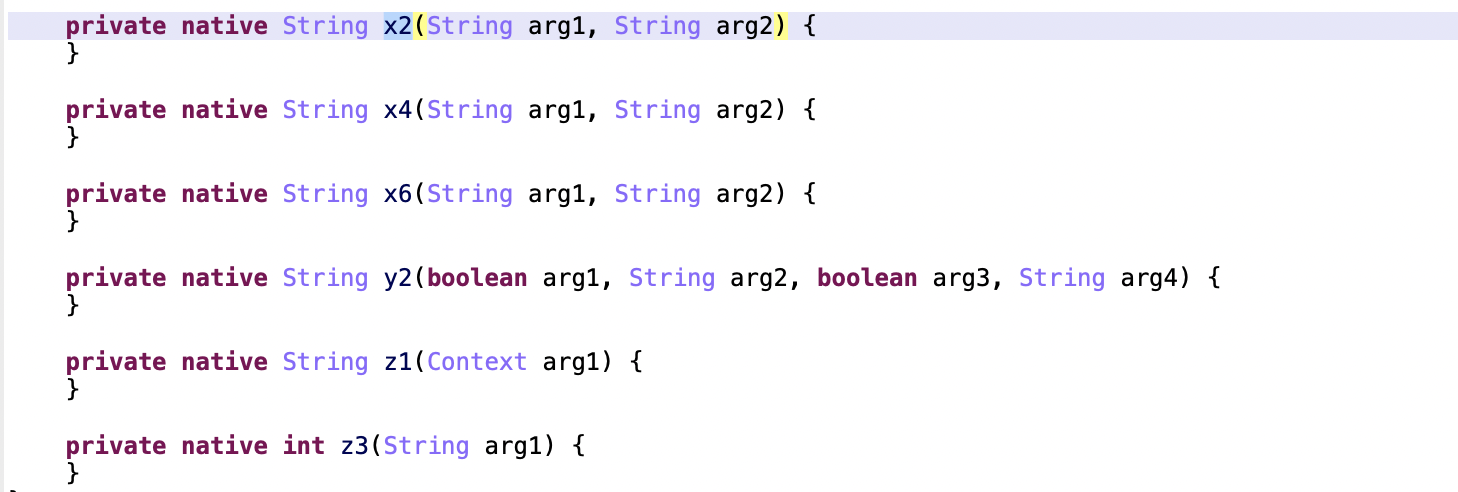 private native String x2(String arg1, String arg2) {
}
private native String x4(String arg1, String arg2) {
}
private native String x6(String arg1, String arg2) {
}
private native String y2(boolean arg1, String arg2, boolean arg3, String arg4) {
}
private native String z1(Context arg1) {
}
private native int z3(String arg1) {
}